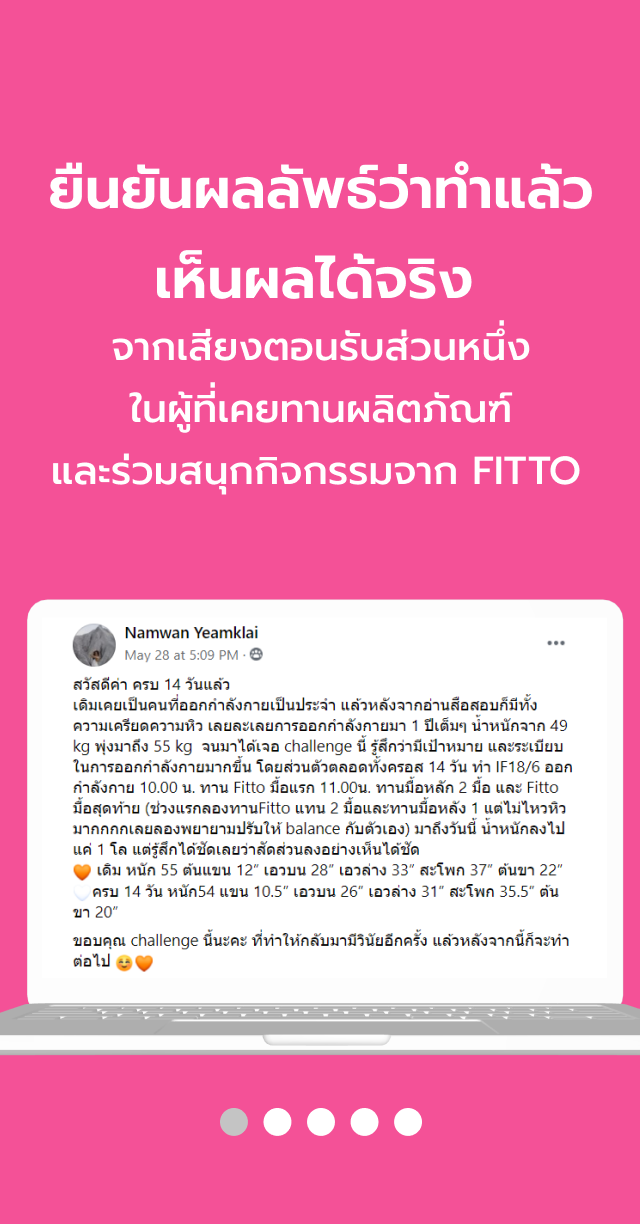 ยืนยันผลลัพธ์ว่าทำแล้ว
เห็นผลได้จริง
จากเสียงตอบรับส่วนหนึ่ง
ในผู้ที่เคยทานผลิตภัณฑ์
และร่วมสนุกกิจกรรมจาก FITTO
Namwan Yeamklai
May 28 at 5:09 PM ·
สวัสดีค่า ครบ 14 วันแล้ว
เดิมเคยเป็นคนที่ออกกำลังกายเป็นประจำ แล้วหลังจากอ่านสือสอบก็มีทั้ง
ความเครียดความหิว เลยละเลยการออกกำลังกายมา 1 ปีเต็มๆ น้ำหนักจาก 49
kg พุ่งมาถึง 55 kg จนมาได้เจอ challenge นี้ รู้สึกว่ามีเป้าหมาย และระเบียบ
ในการออกกำลังกายมากขึ้น โดยส่วนตัวตลอดทั้งครอส 14 วัน ทำ IF18/6 ออก
กำลังกาย 10.00 น. ทาน Fitto มื้อแรก 11.00น. ทานมื้อหลัก 2 มื้อ และ Fitto
มื้อสุดท้าย (ช่วงแรกลองทานFitto แทน 2 มื้อและทานมื้อหลัง 1 แต่ไม่ไหวหิว
มากกกกเลยลองพยายามปรับให้ balance กับตัวเอง) มาถึงวันนี้ น้ำหนักลงไป
แค่ 1 โล แต่รู้สึกได้ชัดเลยว่าสัดส่วนลงอย่างเห็นได้ชัด
🧡 เดิม หนัก 55 ต้นแขน 12” เอวบน 28” เอวล่าง 33” สะโพก 37” ต้นขา 22”
🤍ครบ 14 วัน หนัก54 แขน 10.5” เอวบน 26” เอวล่าง 31” สะโพก 35.5” ต้น
ขา 20”
ขอบคุณ challenge นี้นะคะ ที่ทำให้กลับมามีวินัยอีกครั้ง แล้วหลังจากนี้ก็จะทำ
ต่อไป ☺️🧡